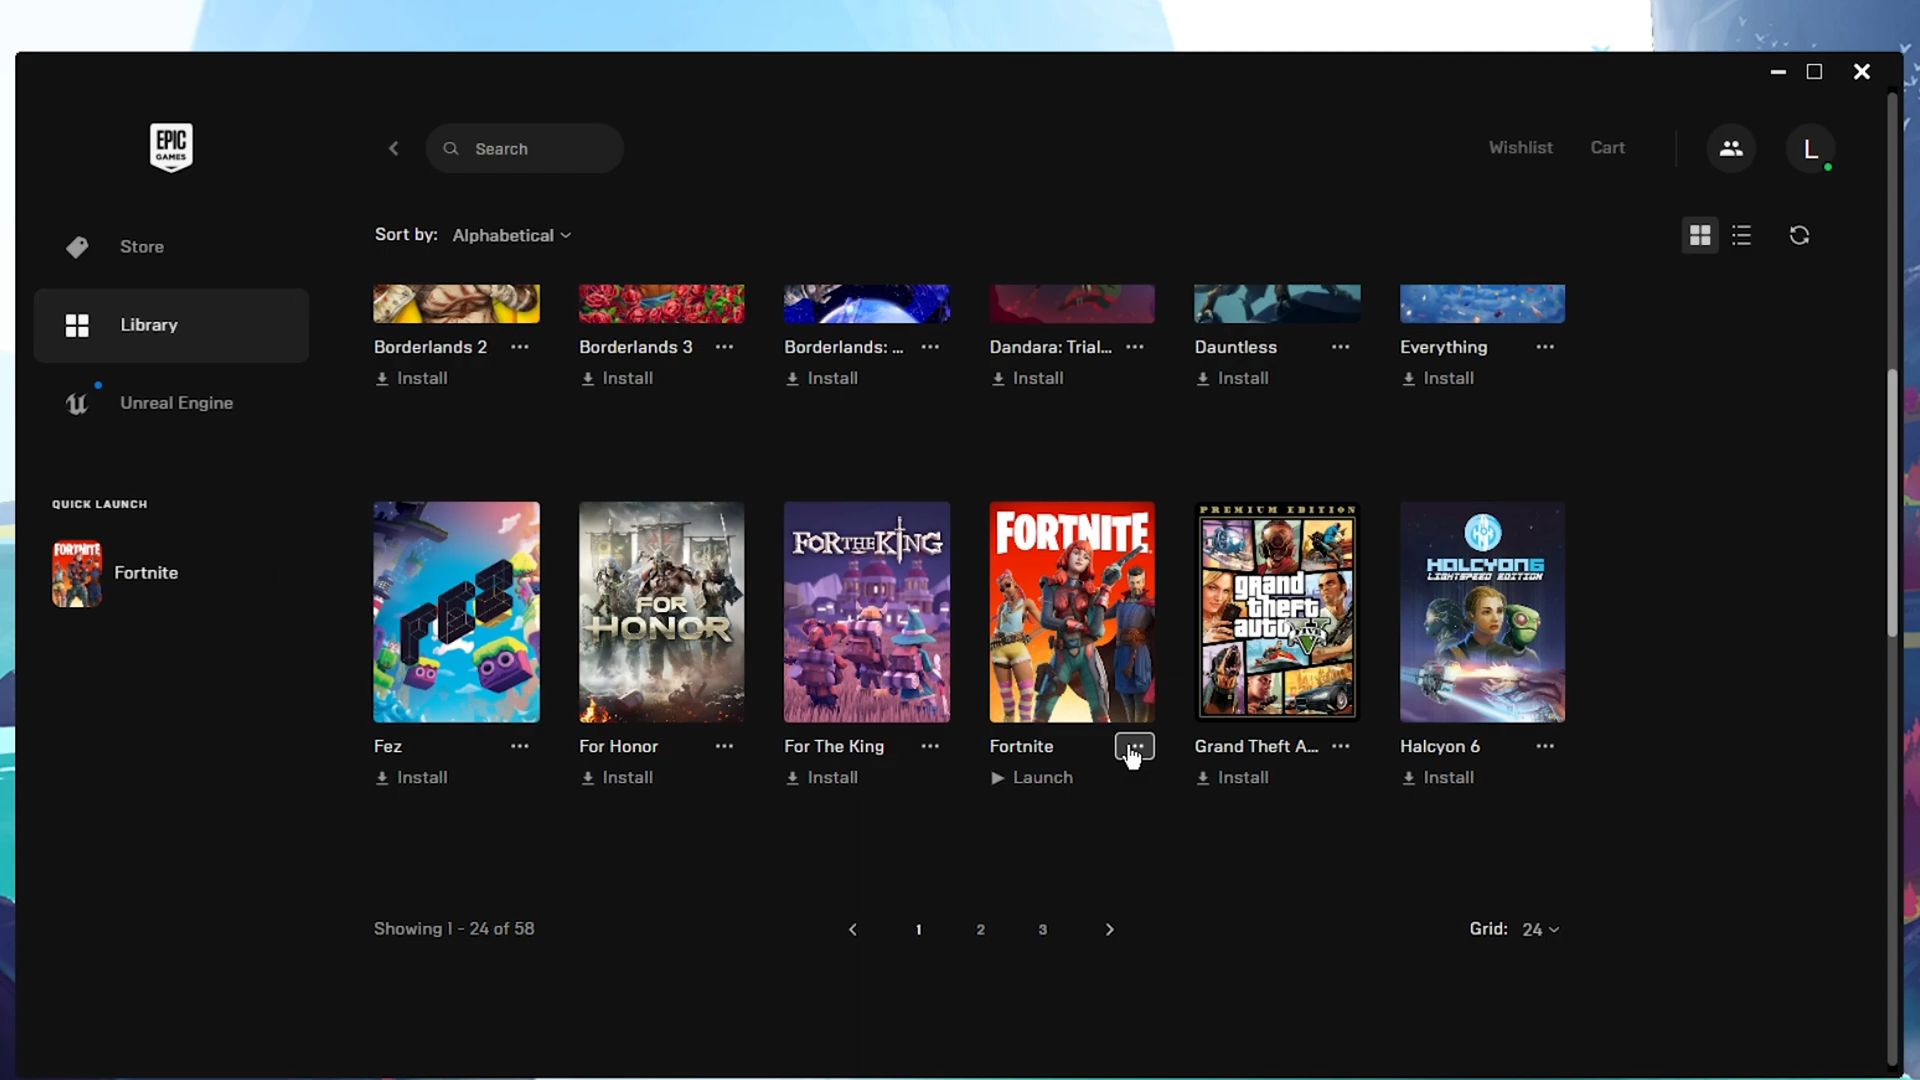 EPIC
GAMES
Search
Wishlist
Cart
L
Store
Sort by: Alphabetical
Library
Borderlands 2 ...
Borderlands 3 ...
Borderlands: ... ...
Dandara: Trial... ...
Dauntless ...
Everything ...
Install
Install
Install
Install
Install
Install
Unreal Engine
QUICK LAUNCH
FORTNITE
Fortnite
FEZ
FOR
HONOR
FOR THE KING
FORTNITE
PREMIUM EDITION
grand
theft
auto
V
FIVE
HALCYON6
LIGHTSPEED EDITION
Fez ...
For Honor ...
For The King ...
Fortnite ...
Grand Theft A... ...
Halcyon 6 ...
Install
Install
Install
Launch
Install
Install
Showing 1 - 24 of 58
1
2
3
Grid: 24